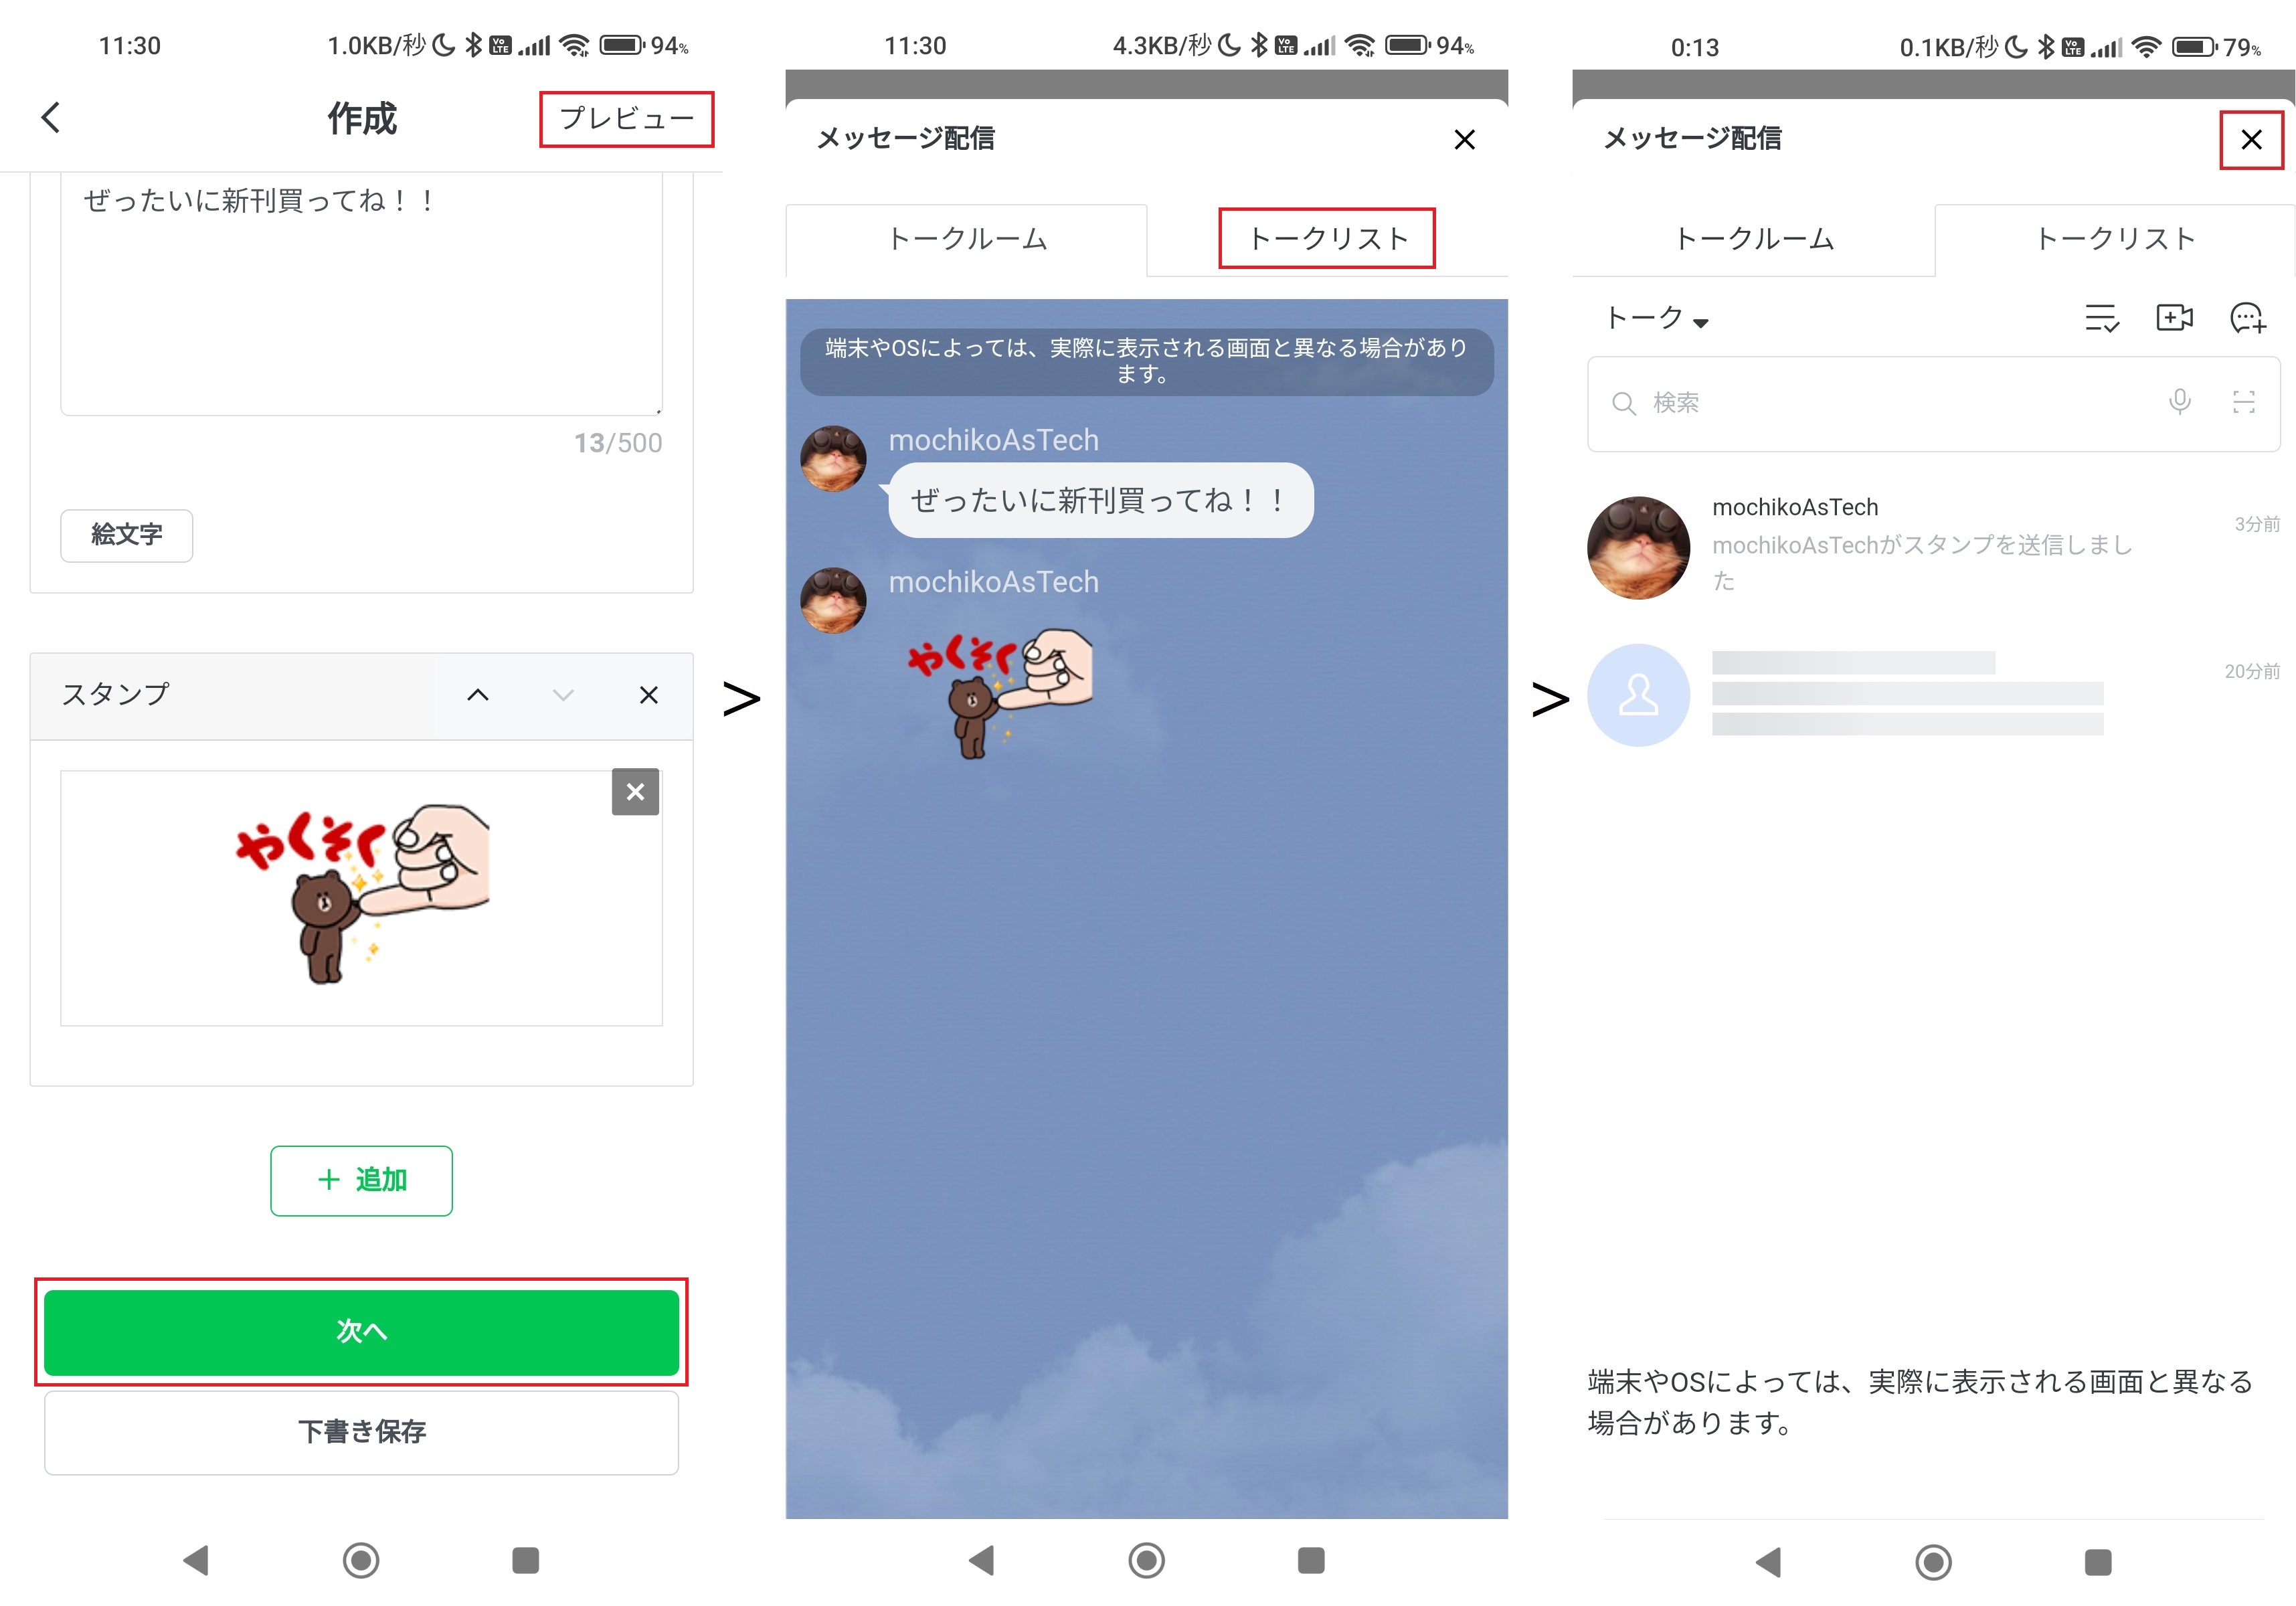 11:30
1.0KB/秒
Vo LTE
94%
作成
プレビュー
ぜったいに新刊買ってね！！
13/500
絵文字
スタンプ
やくそく
＋ 追加
次へ
下書き保存
>
11:30
4.3KB/秒
Vo LTE
94%
メッセージ配信
トークルーム
トークリスト
端末やOSによっては、実際に表示される画面と異なる場合があり
ます。
mochikoAsTech
ぜったいに新刊買ってね！！
mochikoAsTech
やくそく
>
0:13
0.1KB/秒
Vo LTE
79%
メッセージ配信
トークルーム
トークリスト
トーク
検索
mochikoAsTech
3分前
mochikoAsTechがスタンプを送信しまし
た
20分前
端末やOSによっては、実際に表示される画面と異なる
場合があります。